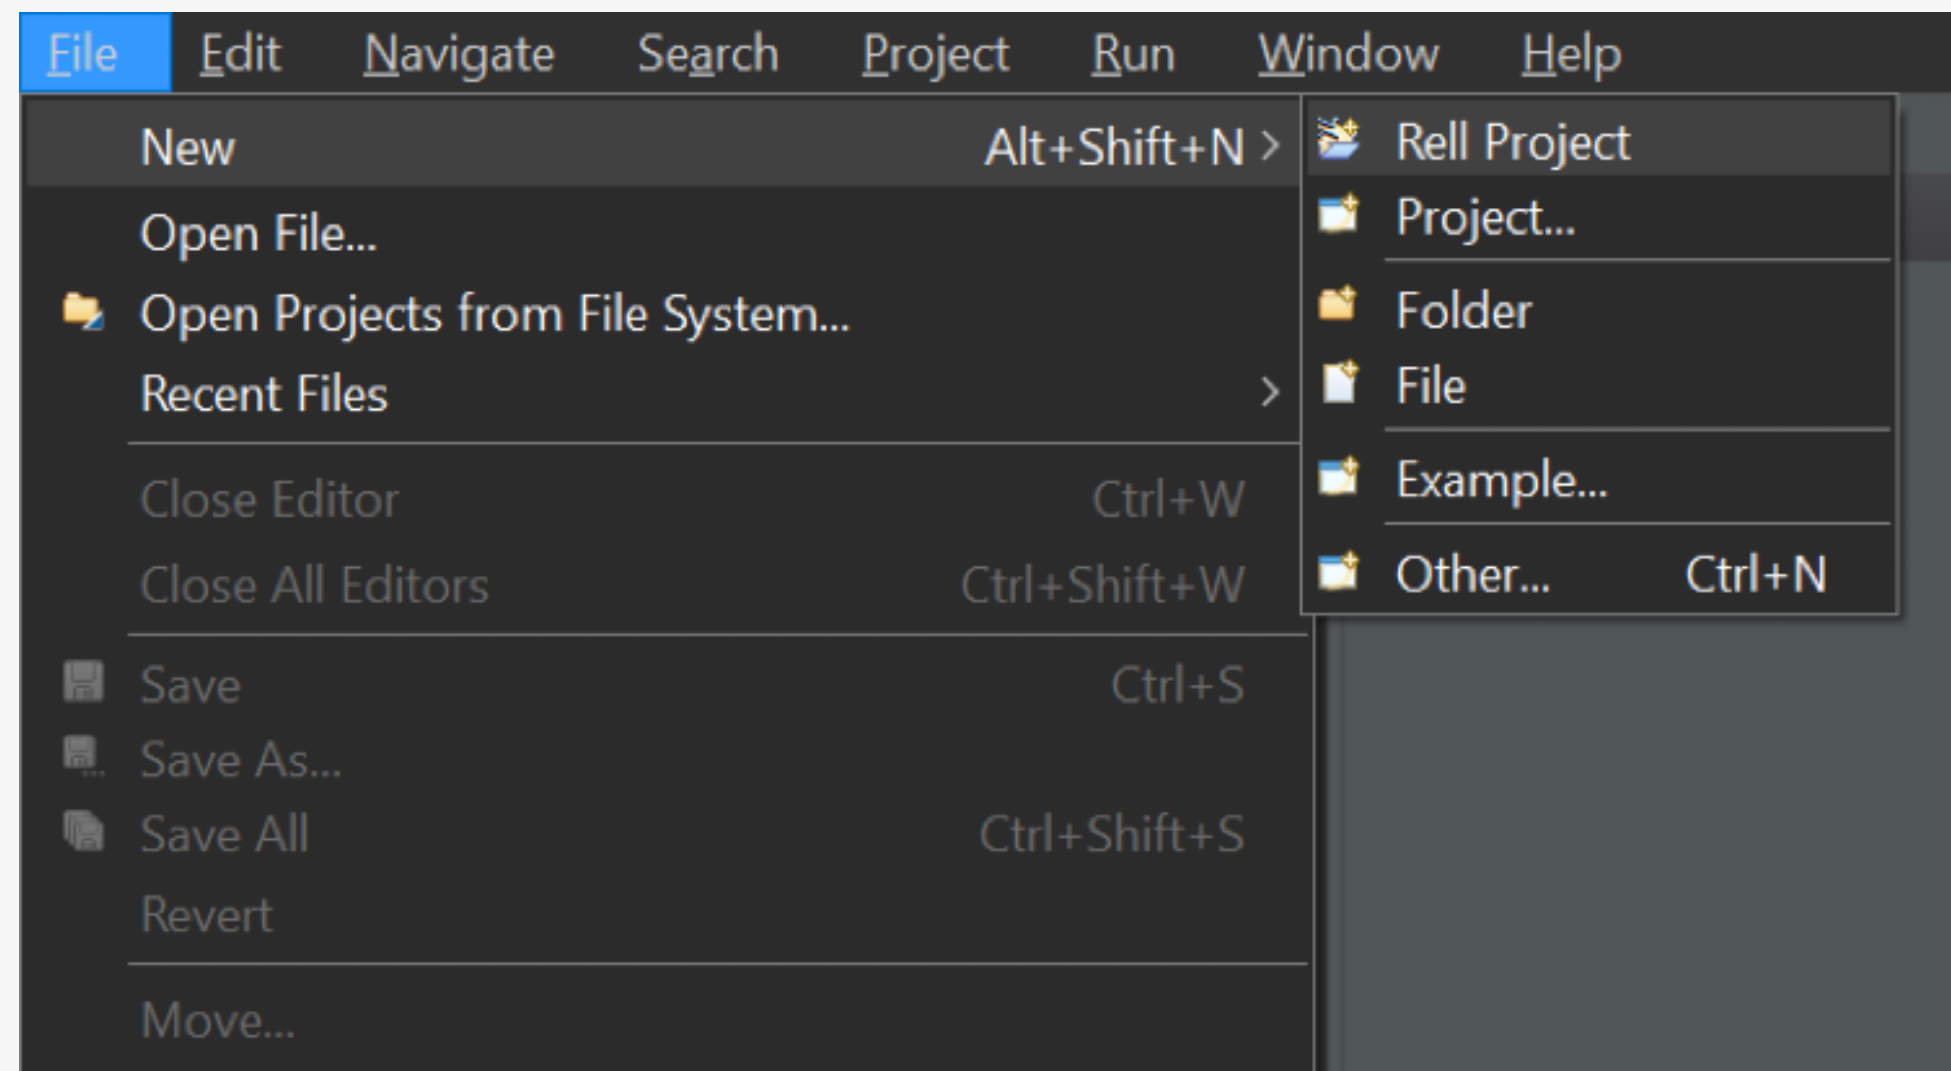 File Edit Navigate Search Project Run Window Help
New Alt+Shift+N >
Open File...
Open Projects from File System...
Recent Files >
Close Editor Ctrl+W
Close All Editors Ctrl+Shift+W
Save Ctrl+S
Save As...
Save All Ctrl+Shift+S
Revert
Move...
Rell Project
Project...
Folder
File
Example...
Other... Ctrl+N